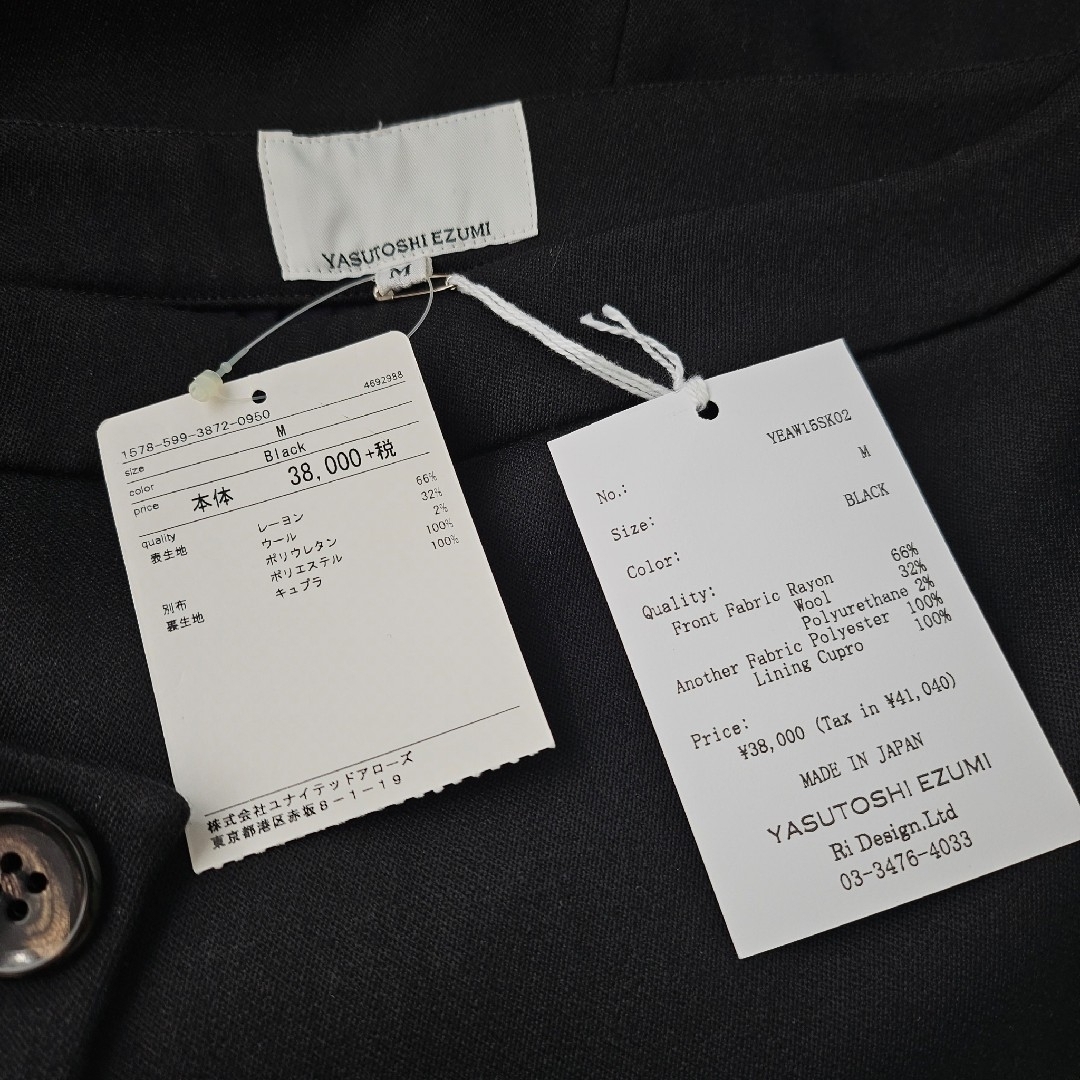 YASUTOSHI EZUMI
M
4692988
1578-599-3872-0950
size M
color Black
price 本体 38,000+税
quality
表生地 レーヨン 66%
ウール 32%
ポリウレタン 2%
別布 ポリエステル 100%
裏生地 キュプラ 100%
株式会社ユナイテッドアローズ
東京都港区赤坂8-1-19
No.: YEAW15SK02
Size: M
Color: BLACK
Quality:
Front Fabric Rayon 66%
Wool 32%
Polyurethane 2%
Another Fabric Polyester 100%
Lining Cupro 100%
Price:
¥38,000 (Tax in ¥41,040)
MADE IN JAPAN
YASUTOSHI EZUMI
Ri Design.Ltd
03-3476-4033